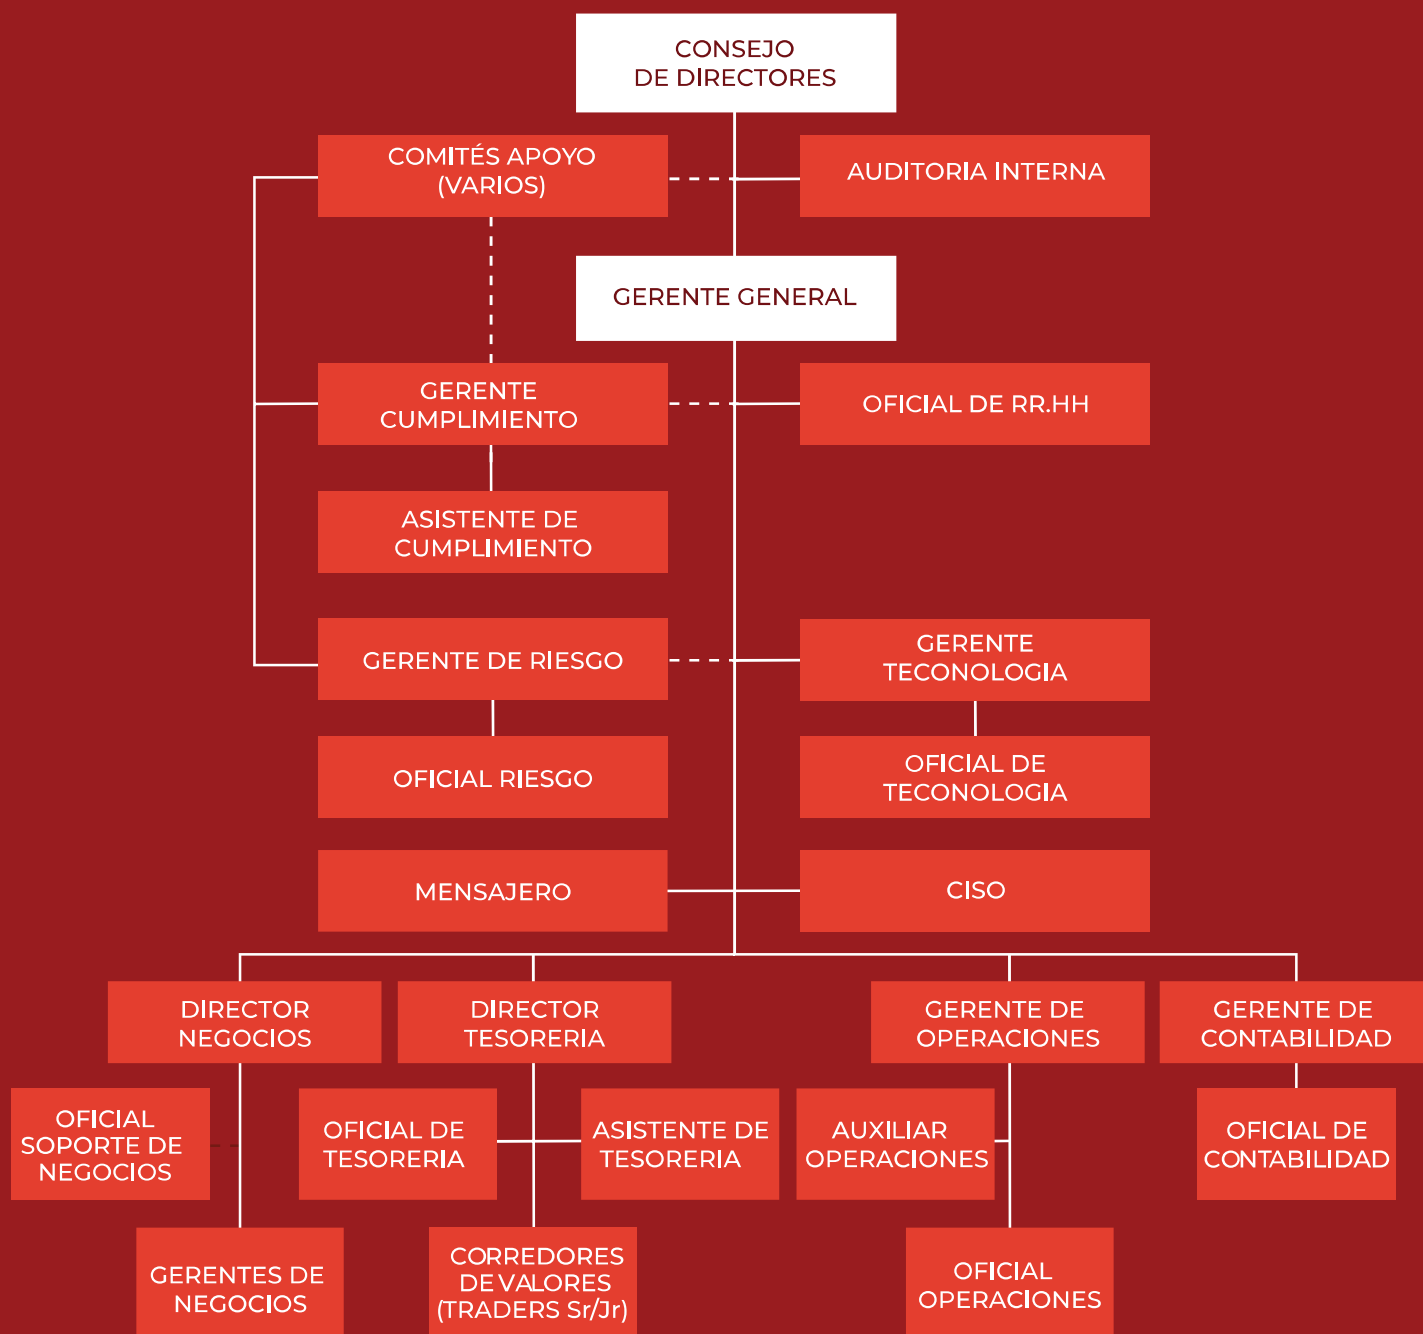 CONSEJO
DE DIRECTORES
COMITÉS APOYO
(VARIOS)
AUDITORIA INTERNA
GERENTE GENERAL
GERENTE
CUMPLIMIENTO
OFICIAL DE RR.HH
ASISTENTE DE
CUMPLIMIENTO
GERENTE DE RIESGO
GERENTE
TECONOLOGIA
OFICIAL RIESGO
OFICIAL DE
TECONOLOGIA
MENSAJERO
CISO
DIRECTOR
NEGOCIOS
DIRECTOR
TESORERIA
GERENTE DE
OPERACIONES
GERENTE DE
CONTABILIDAD
OFICIAL
SOPORTE DE
NEGOCIOS
OFICIAL DE
TESORERIA
ASISTENTE DE
TESORERIA
AUXILIAR
OPERACIONES
OFICIAL DE
CONTABILIDAD
GERENTES DE
NEGOCIOS
CORREDORES
DE VALORES
(TRADERS Sr/Jr)
OFICIAL
OPERACIONES